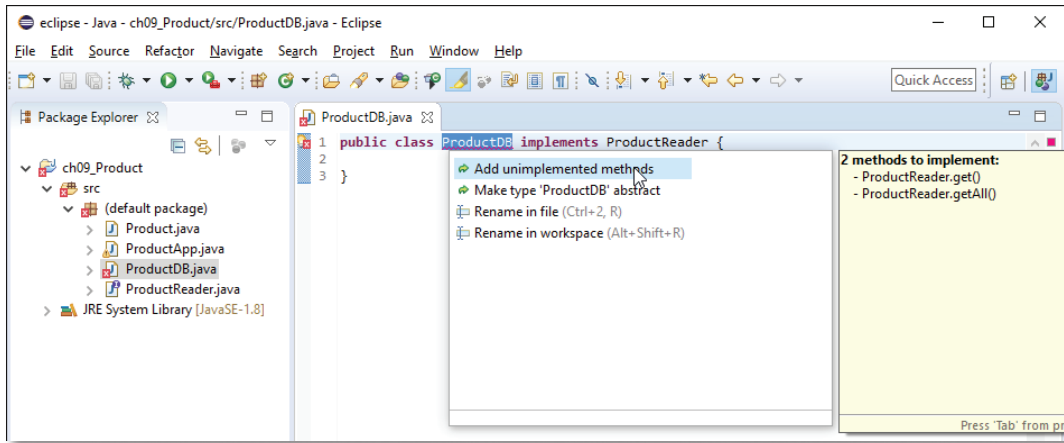 eclipse - Java - ch09_Product/src/ProductDB.java - Eclipse
File Edit Source Refactor Navigate Search Project Run Window Help
Quick Access
Package Explorer
ProductDB.java
ch09_Product
src
(default package)
Product.java
ProductApp.java
ProductDB.java
ProductReader.java
JRE System Library [JavaSE-1.8]
1 public class ProductDB implements ProductReader {
2
3 }
Add unimplemented methods
Make type 'ProductDB' abstract
Rename in file (Ctrl+2, R)
Rename in workspace (Alt+Shift+R)
2 methods to implement:
- ProductReader.get()
- ProductReader.getAll()
Press 'Tab' from